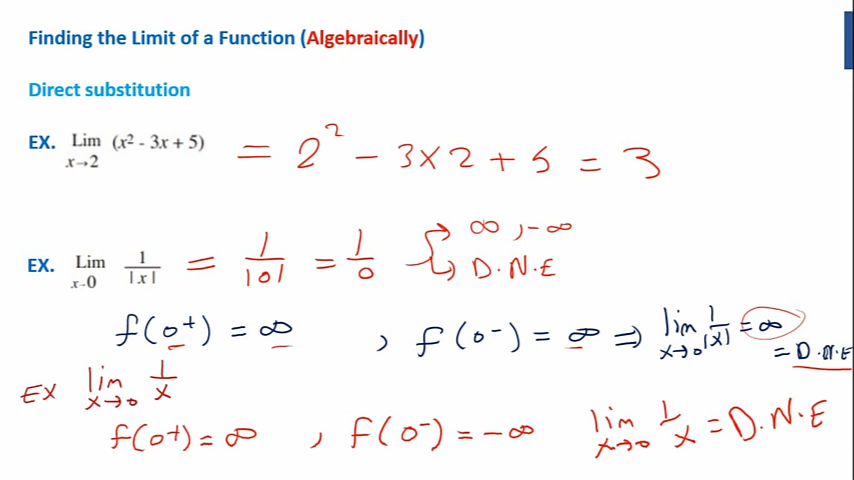 Finding the Limit of a Function (Algebraically)
Direct substitution
EX. Lim x→2 (x² - 3x + 5) = 2² - 3×2 + 5 = 3
EX. Lim x→0 1/|x| = 1/|0| = 1/0 → ∞ , -∞
→ D.N.E
f(0⁺) = ∞ , f(0⁻) = ∞ ⇒ lim x→0 1/|x| = ∞
= D.N.E
EX lim x→0 1/x
f(0⁺) = ∞ , f(0⁻) = -∞ lim x→0 1/x = D.N.E